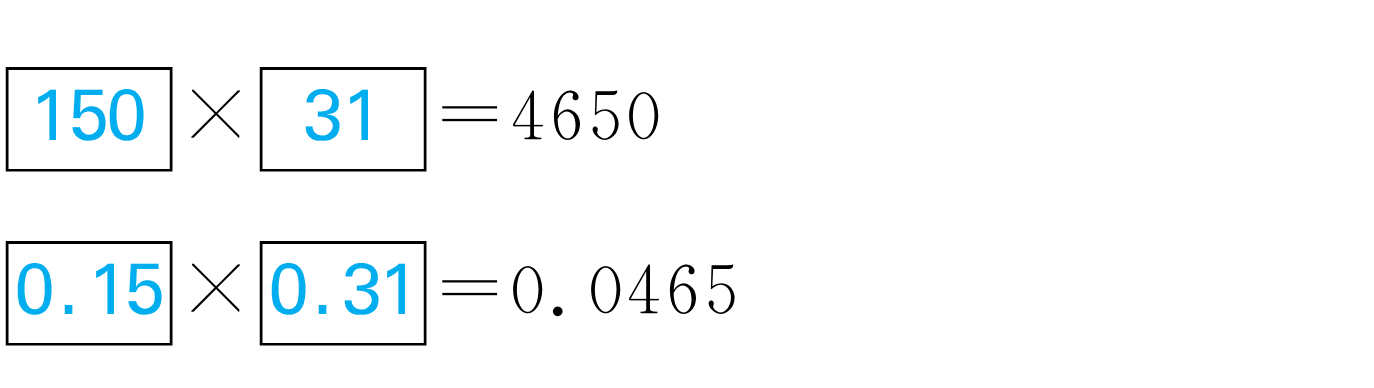 150 × 31 = 4650
0.15 × 0.31 = 0.0465